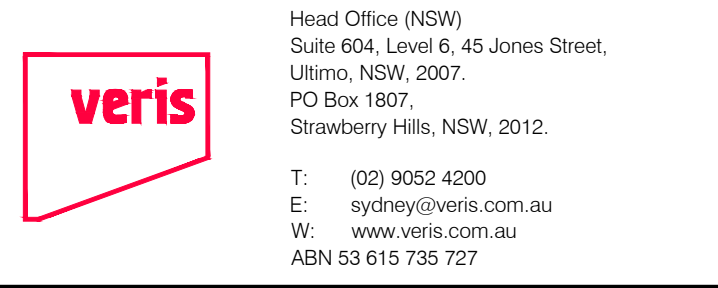 veris
Head Office (NSW)
Suite 604, Level 6, 45 Jones Street,
Ultimo, NSW, 2007.
PO Box 1807,
Strawberry Hills, NSW, 2012.
T: (02) 9052 4200
E: sydney@veris.com.au
W: www.veris.com.au
ABN 53 615 735 727